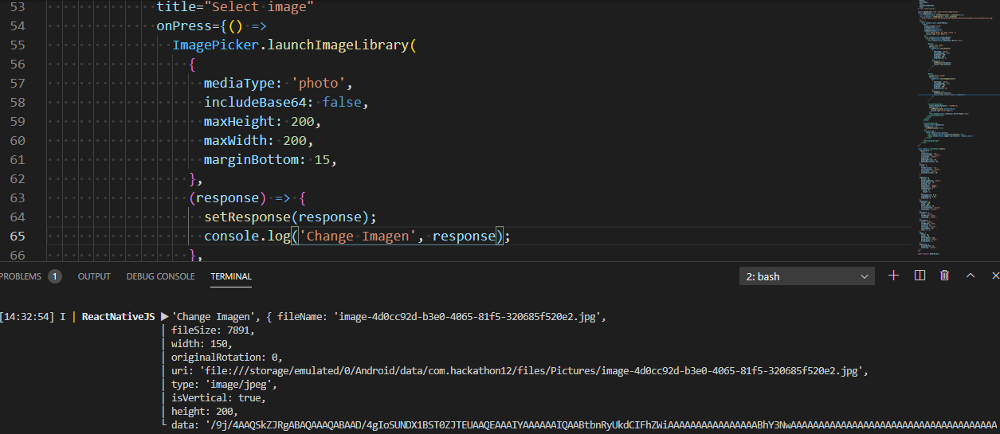 53 title="Select image"
54 onPress={() =>
55 ImagePicker.launchImageLibrary(
56 {
57 mediaType: 'photo',
58 includeBase64: false,
59 maxHeight: 200,
60 maxWidth: 200,
61 marginBottom: 15,
62 },
63 (response) => {
64 setResponse(response);
65 console.log('Change Imagen', response);
66 },
PROBLEMS 1 OUTPUT DEBUG CONSOLE TERMINAL 2: bash
[14:32:54] I | ReactNativeJS ▶ 'Change Imagen', { fileName: 'image-4d0cc92d-b3e0-4065-81f5-320685f520e2.jpg',
| fileSize: 7891,
| width: 150,
| originalRotation: 0,
| uri: 'file:///storage/emulated/0/Android/data/com.hackathon12/files/Pictures/image-4d0cc92d-b3e0-4065-81f5-320685f520e2.jpg',
| type: 'image/jpeg',
| isVertical: true,
| height: 200,
└ data: '/9j/4AAQSkZJRgABAQAAAQABAAD/4gIoSUNDX1BST0ZJTEUAAQEAAAIYAAAAAAIQAABtbnRyUkdCIFhZWiAAAAAAAAAAAAAAAABhY3NwAAAAAAAAAAAAAAAAAAAAAAAAAAAAAAAAAAAAAA